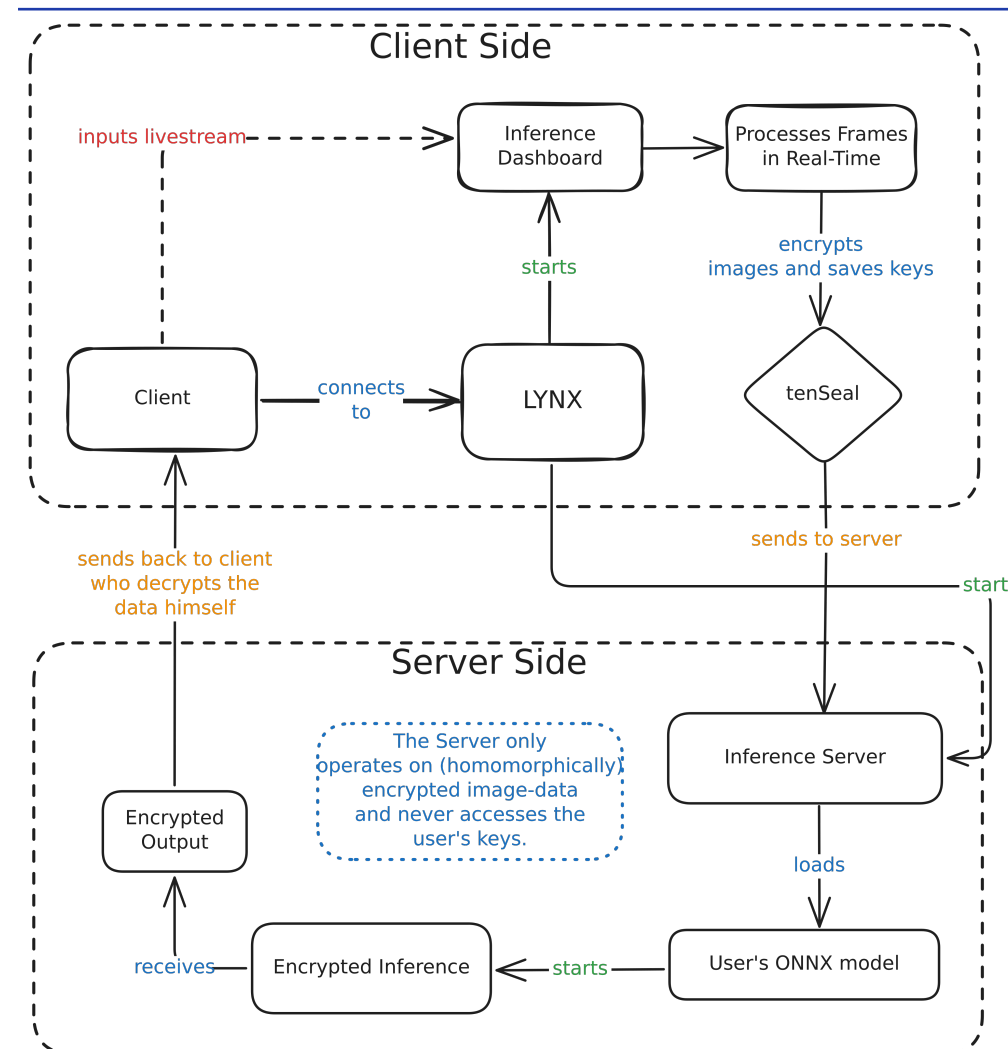 Client Side
inputs livestream
Inference
Dashboard
Processes Frames
in Real-Time
encrypts
images and saves keys
starts
Client
connects
to
LYNX
tenSeal
sends to server
sends back to client
who decrypts the
data himself
start
Server Side
The Server only
operates on (homomorphically)
encrypted image-data
and never accesses the
user's keys.
Inference Server
Encrypted
Output
loads
receives
Encrypted Inference
starts
User's ONNX model